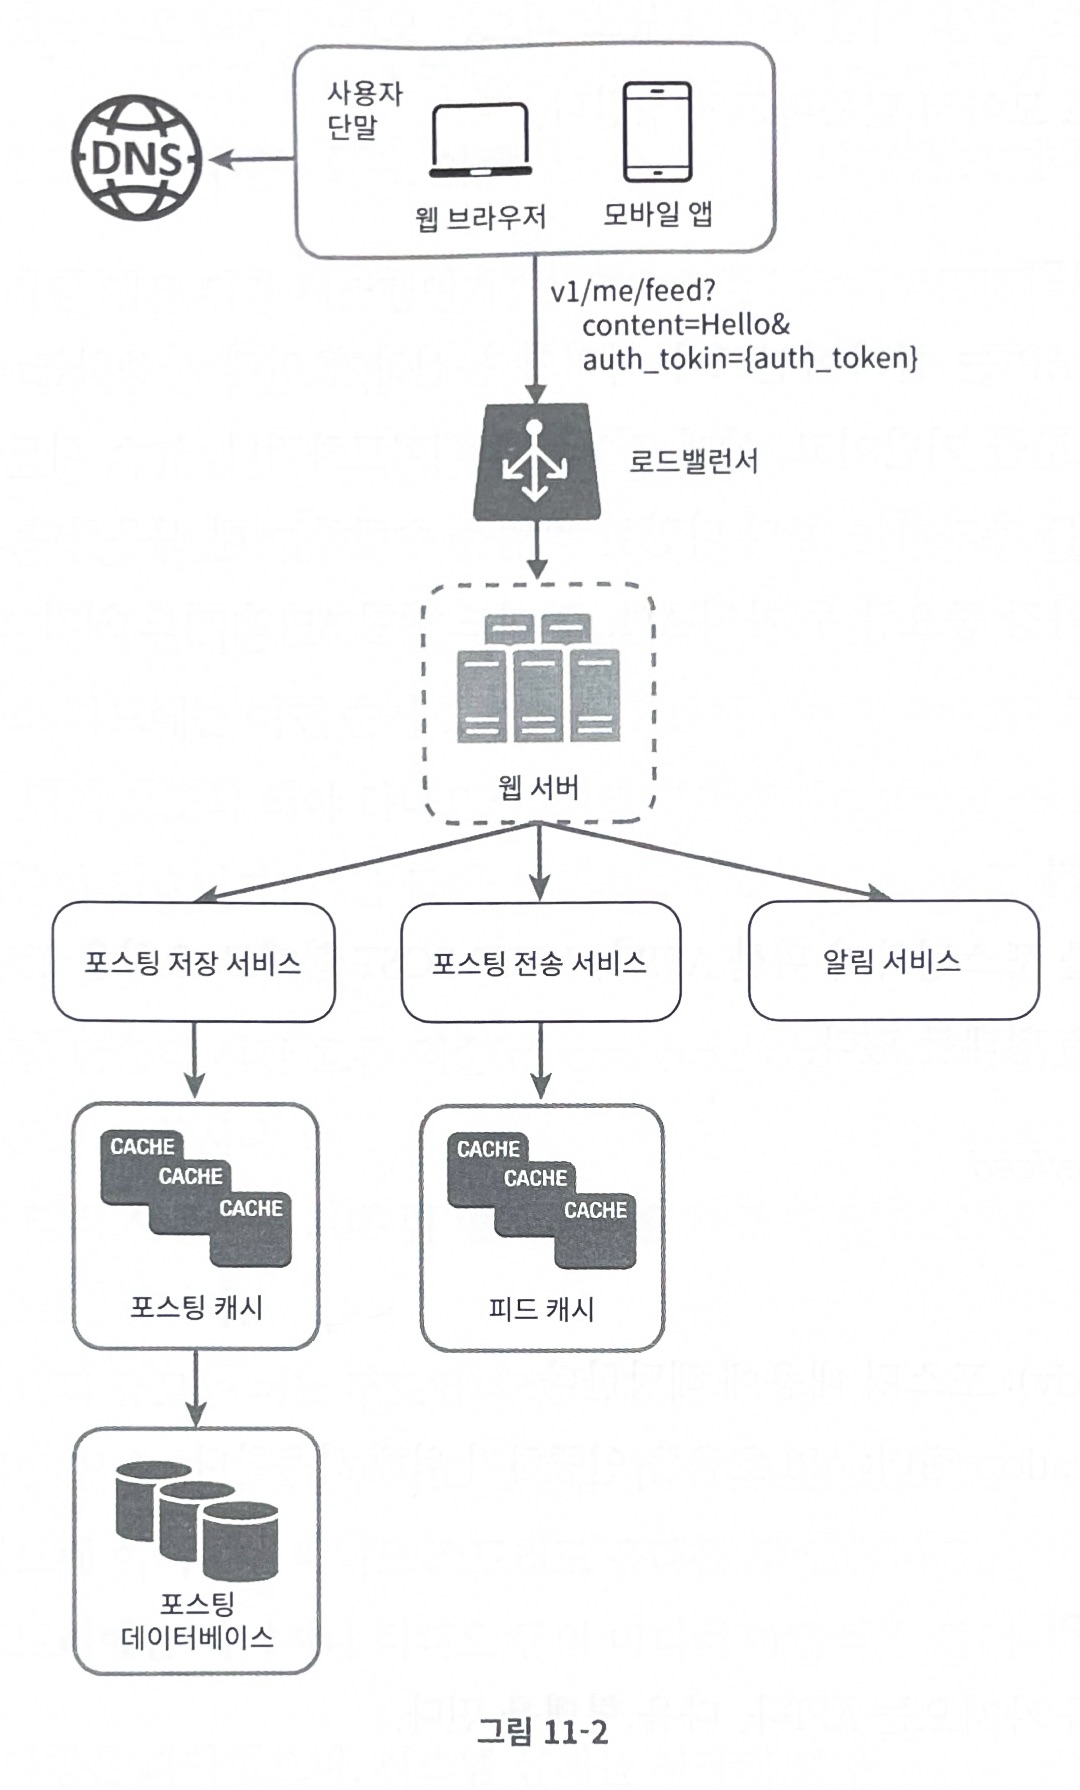 사용자
단말
DNS
웹 브라우저
모바일 앱
v1/me/feed?
content=Hello&
auth_tokin={auth_token}
로드밸런서
웹 서버
포스팅 저장 서비스
포스팅 전송 서비스
알림 서비스
CACHE
CACHE
CACHE
포스팅 캐시
CACHE
CACHE
CACHE
피드 캐시
포스팅
데이터베이스
그림 11-2